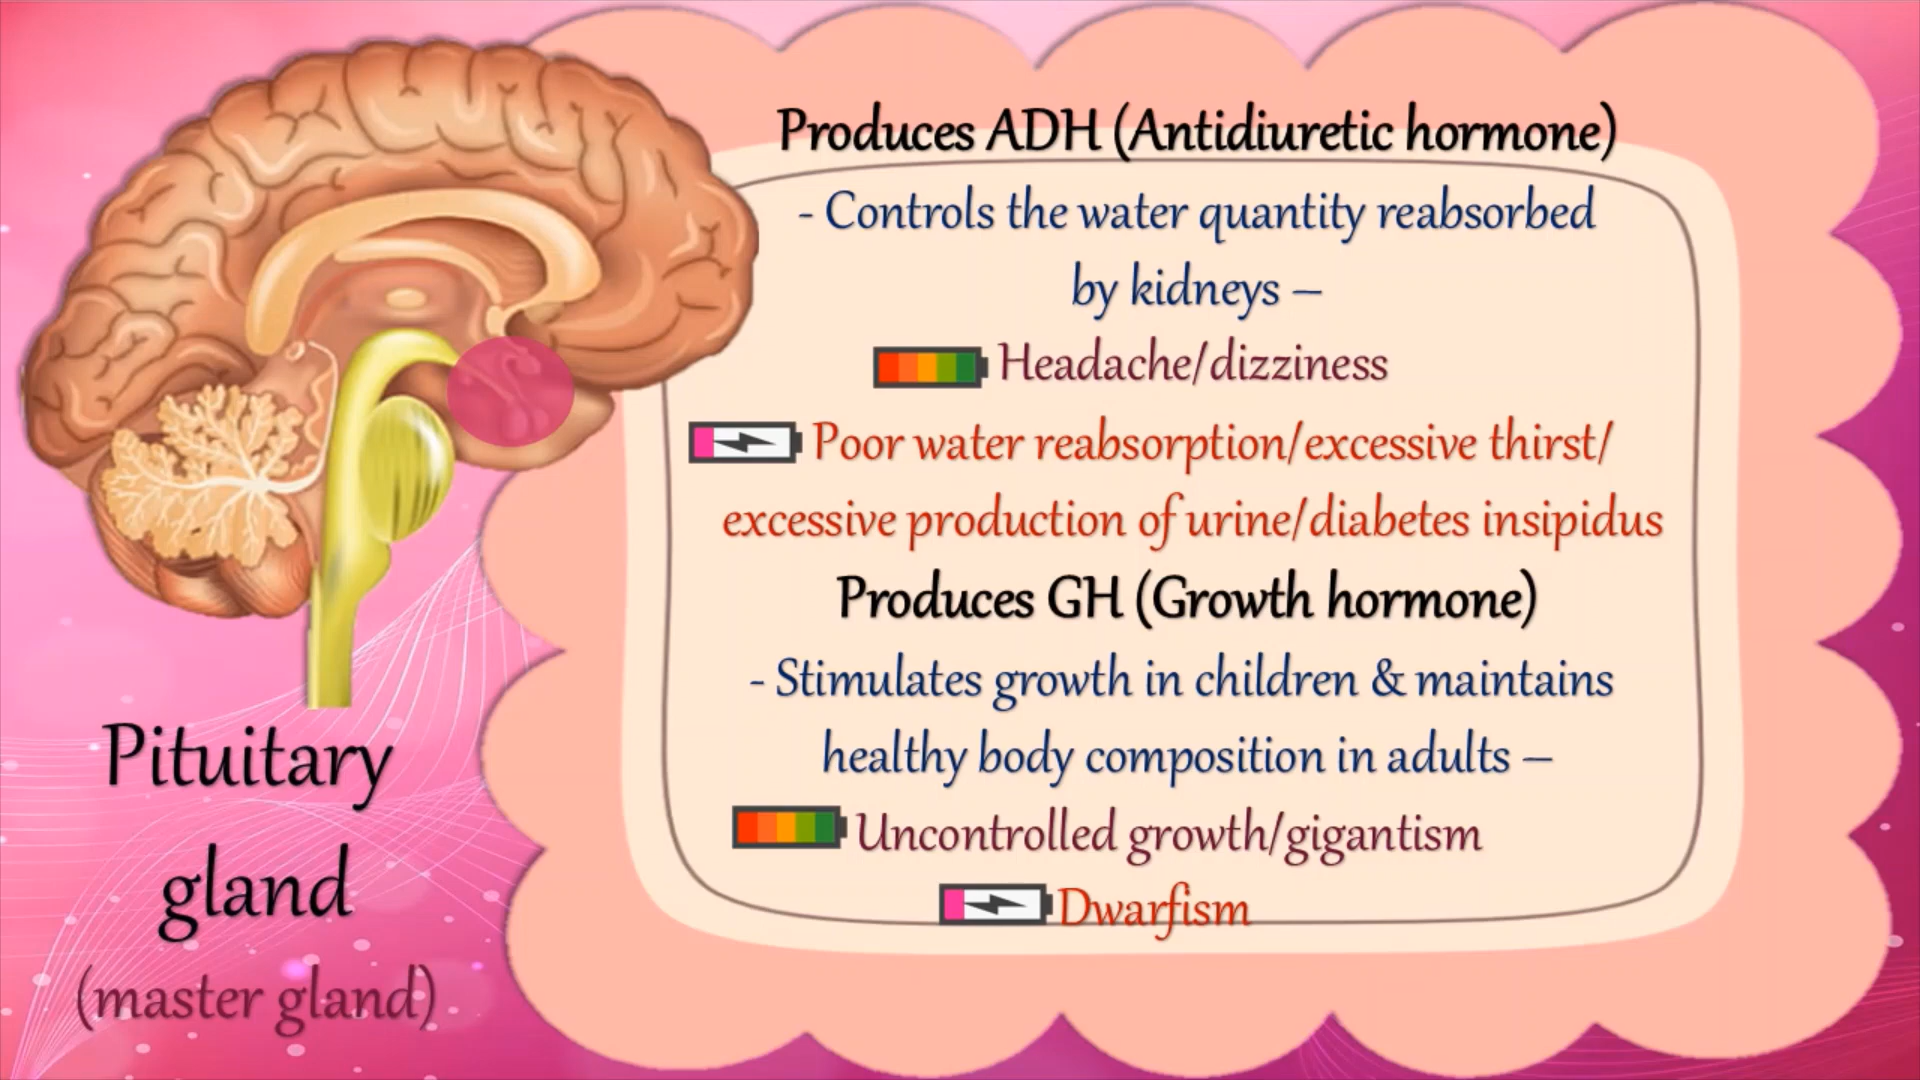 Produces ADH (Antidiuretic hormone)
- Controls the water quantity reabsorbed
by kidneys –
Headache/dizziness
Poor water reabsorption/excessive thirst/
excessive production of urine/diabetes insipidus
Produces GH (Growth hormone)
- Stimulates growth in children & maintains
healthy body composition in adults –
Uncontrolled growth/gigantism
Dwarfism
Pituitary
gland
(master gland)